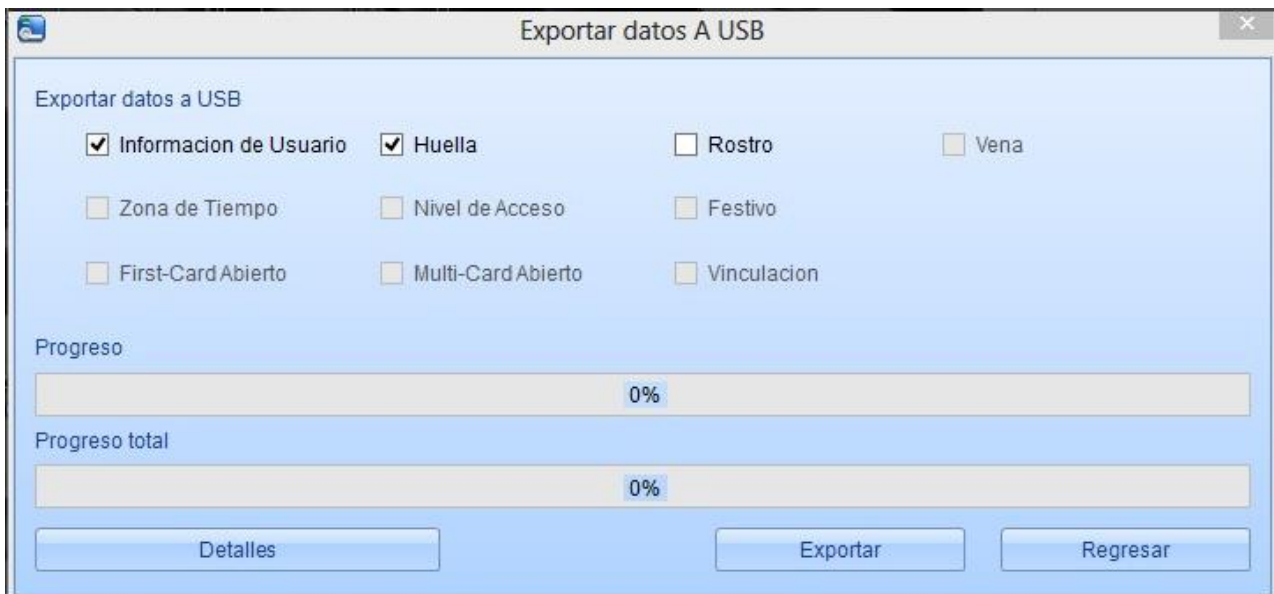 Exportar datos A USB
Exportar datos a USB
Informacion de Usuario Huella Rostro Vena
Zona de Tiempo Nivel de Acceso Festivo
First-Card Abierto Multi-Card Abierto Vinculacion
Progreso
0%
Progreso total
0%
Detalles Exportar Regresar